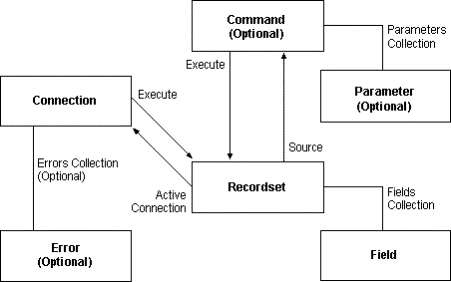 Command
(Optional)
Parameters
Collection
Execute
Parameter
(Optional)
Connection
Execute
Source
Errors Collection
(Optional)
Active
Connection
Recordset
Fields
Collection
Error
(Optional)
Field